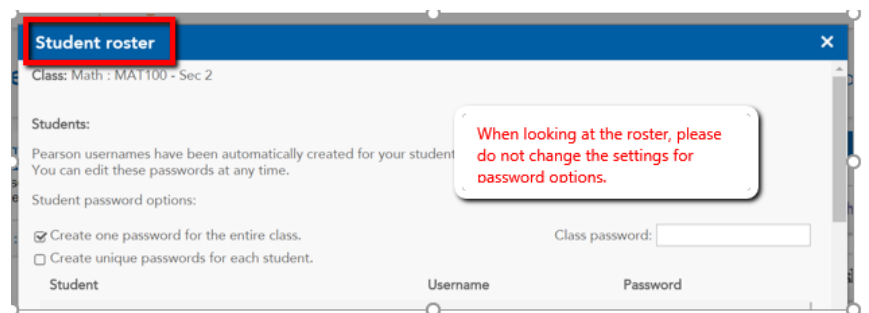 Student roster
Class: Math : MAT100 - Sec 2
Students:
Pearson usernames have been automatically created for your student
You can edit these passwords at any time.
When looking at the roster, please
do not change the settings for
password options.
Student password options:
Create one password for the entire class.
Class password:
Create unique passwords for each student.
Student Username Password